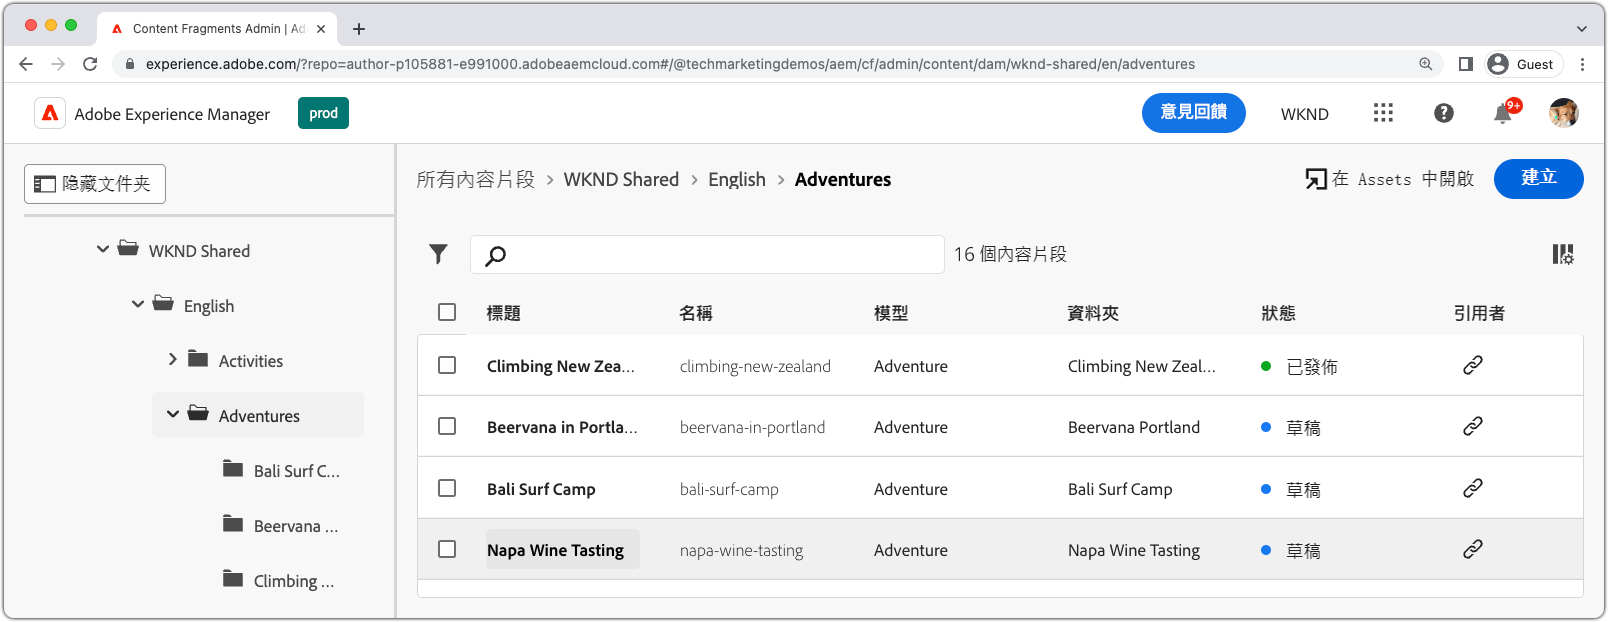 Content Fragments Admin | Ad
experience.adobe.com/?repo=author-p105881-e991000.adobeaemcloud.com#/@techmarketingdemos/aem/cf/admin/content/dam/wknd-shared/en/adventures
Guest
Adobe Experience Manager
prod
意見回饋
WKND
9+
隐藏文件夹
所有內容片段 > WKND Shared > English > Adventures
在 Assets 中開啟
建立
WKND Shared
English
Activities
Adventures
Bali Surf C...
Beervana ...
Climbing ...
16 個內容片段
標題 名稱 模型 資料夾 狀態 引用者
Climbing New Zea... climbing-new-zealand Adventure Climbing New Zeal... 已發佈
Beervana in Portla... beervana-in-portland Adventure Beervana Portland 草稿
Bali Surf Camp bali-surf-camp Adventure Bali Surf Camp 草稿
Napa Wine Tasting napa-wine-tasting Adventure Napa Wine Tasting 草稿